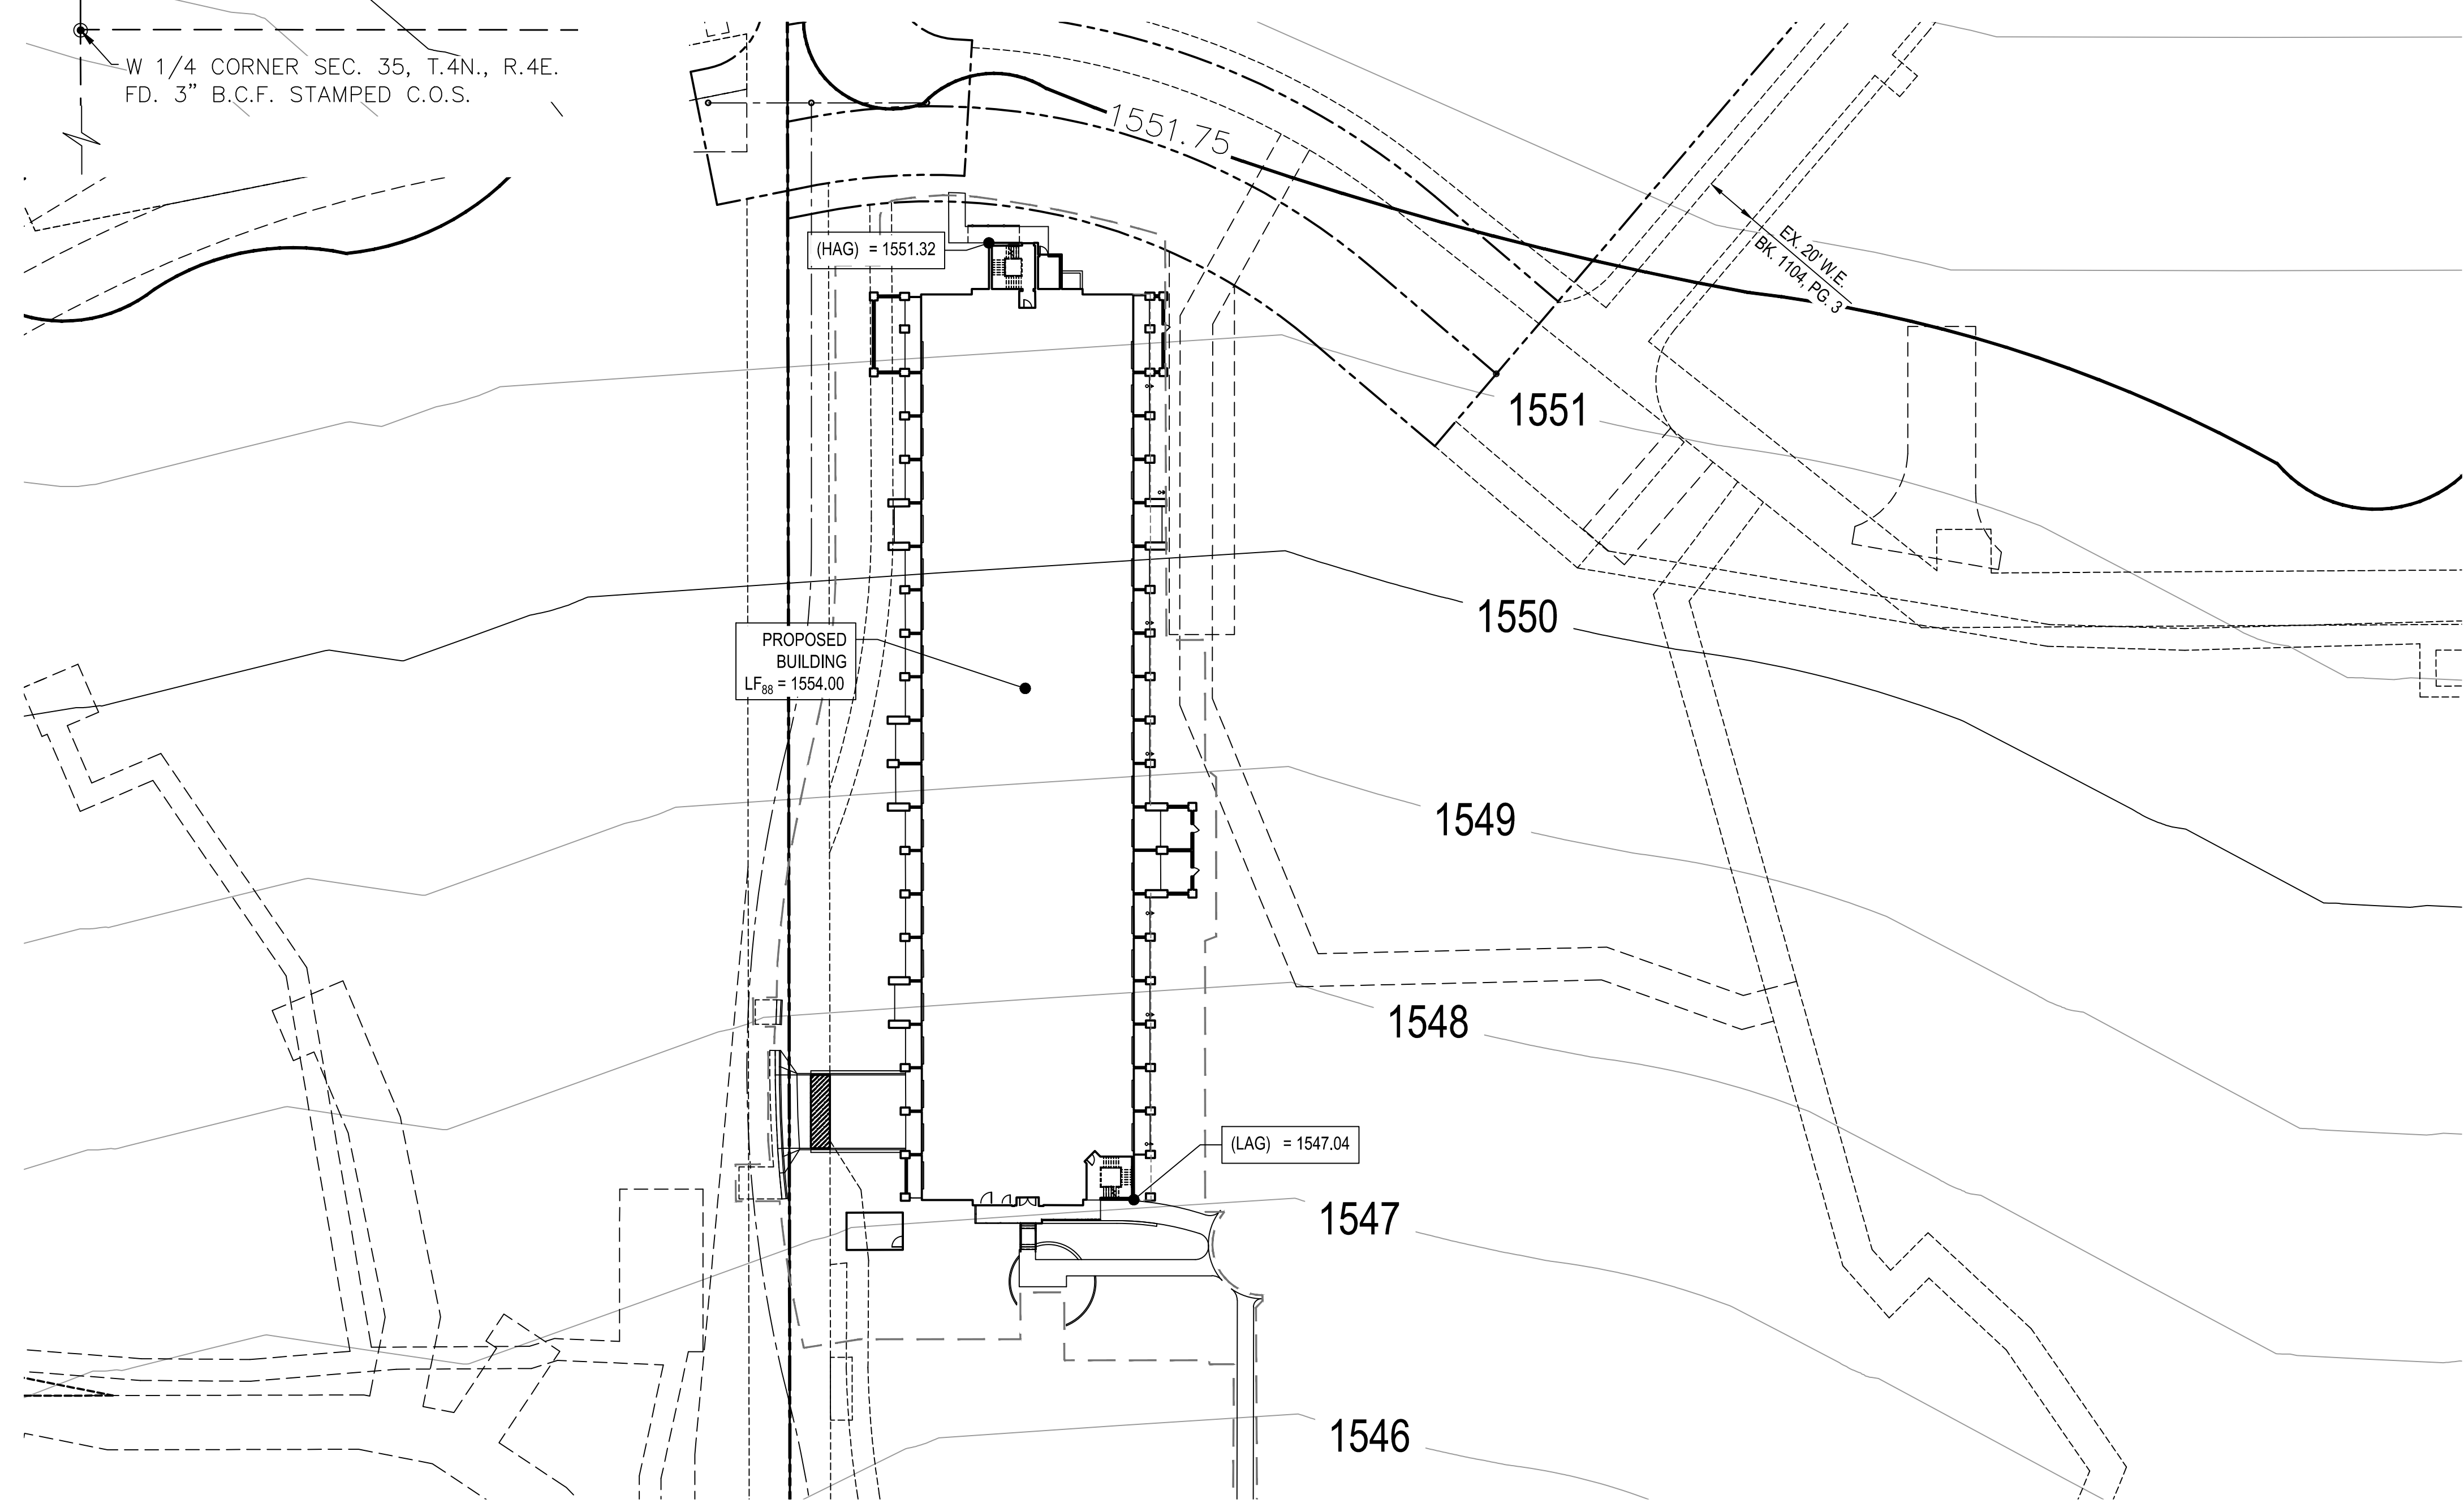 W 1/4 CORNER SEC. 35, T.4N., R.4E.
FD. 3" B.C.F. STAMPED C.O.S.
1551.75
(HAG) = 1551.32
EX. 20' W.E.
BK. 1104, PG. 3
1551
1550
PROPOSED
BUILDING
LF88 = 1554.00
1549
1548
(LAG) = 1547.04
1547
1546